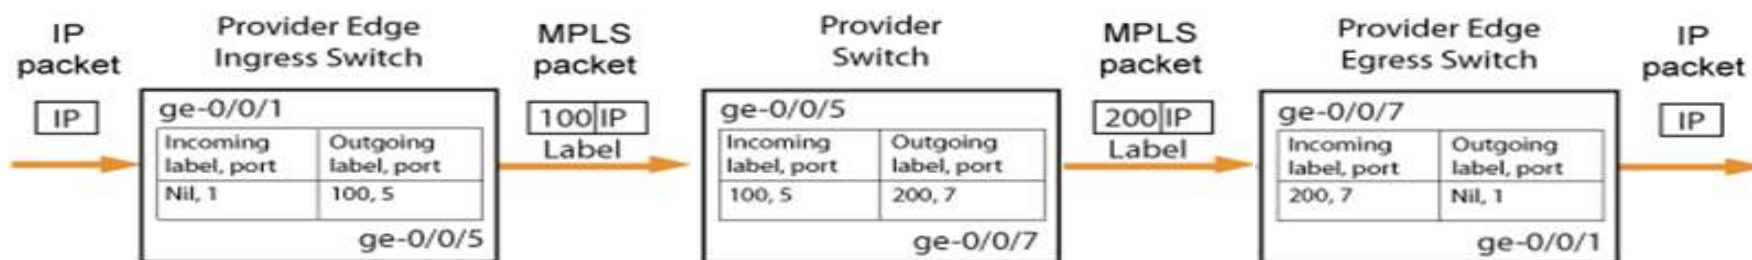 IP
packet
IP
Provider Edge
Ingress Switch
ge-0/0/1
Incoming
label, port
Outgoing
label, port
Nil, 1
100, 5
ge-0/0/5
MPLS
packet
100 IP
Label
Provider
Switch
ge-0/0/5
Incoming
label, port
Outgoing
label, port
100, 5
200, 7
ge-0/0/7
MPLS
packet
200 IP
Label
Provider Edge
Egress Switch
ge-0/0/7
Incoming
label, port
Outgoing
label, port
200, 7
Nil, 1
ge-0/0/1
IP
packet
IP